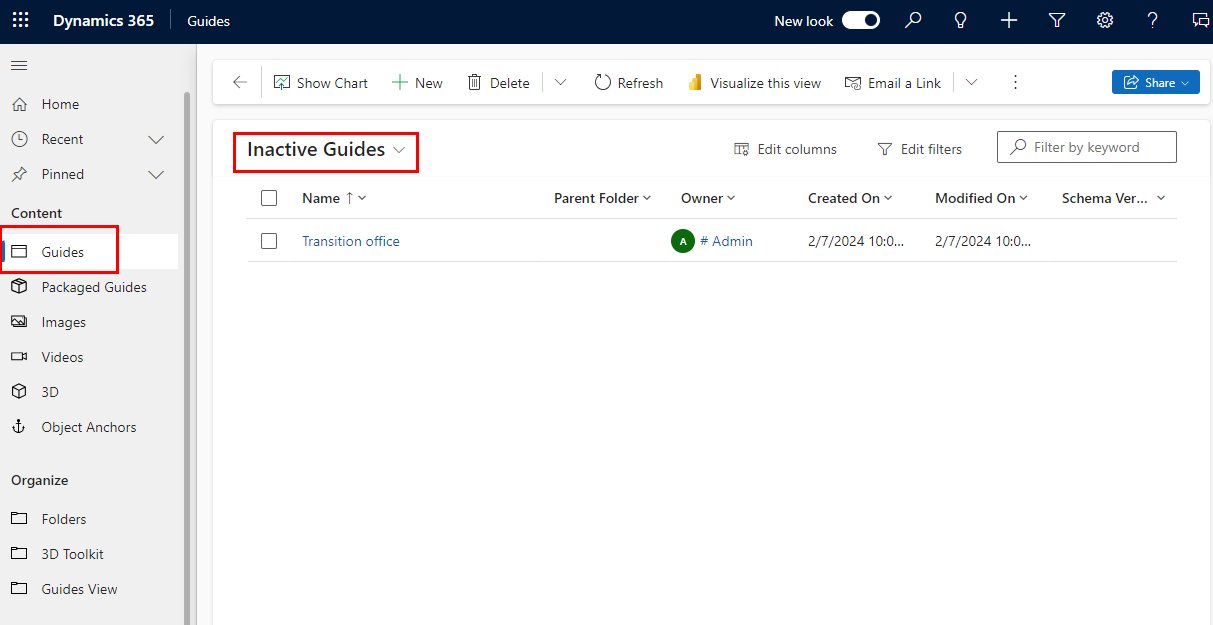 Dynamics 365 Guides New look
Show Chart New Delete Refresh Visualize this view Email a Link Share
Home
Recent
Pinned
Content
Guides
Packaged Guides
Images
Videos
3D
Object Anchors
Organize
Folders
3D Toolkit
Guides View
Inactive Guides Edit columns Edit filters Filter by keyword
Name Parent Folder Owner Created On Modified On Schema Ver...
Transition office A # Admin 2/7/2024 10:0... 2/7/2024 10:0...